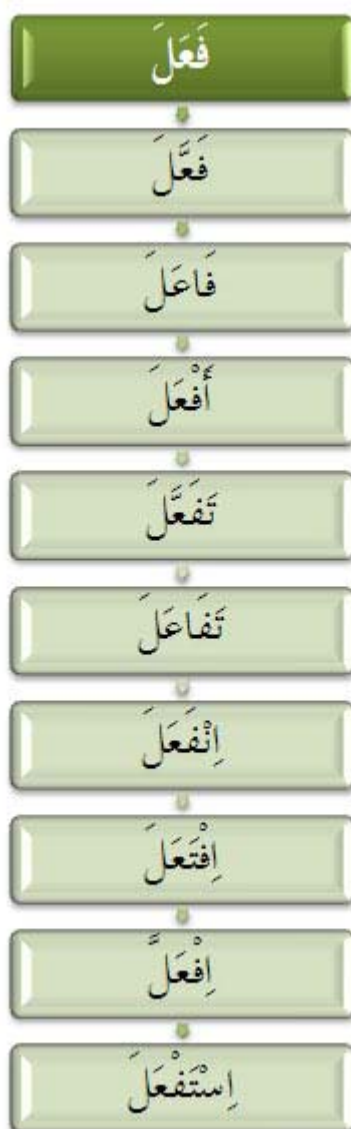 فَعَلَ
فَعَّلَ
فَاعَلَ
أَفْعَلَ
تَفَعَّلَ
تَفَاعَلَ
اِنْفَعَلَ
اِفْتَعَلَ
اِفْعَلَّ
اِسْتَفْعَلَ